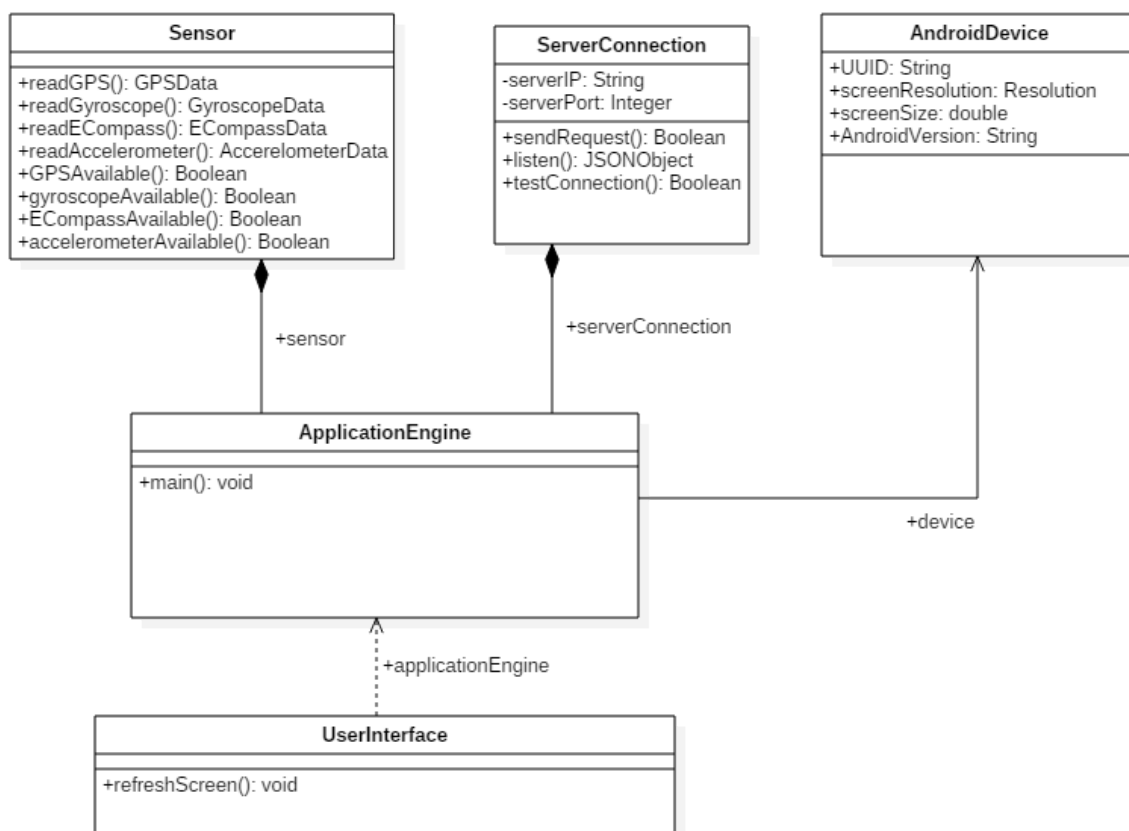 Sensor
+readGPS(): GPSData
+readGyroscope(): GyroscopeData
+readECompass(): ECompassData
+readAccelerometer(): AccerelometerData
+GPSAvailable(): Boolean
+gyroscopeAvailable(): Boolean
+ECompassAvailable(): Boolean
+accelerometerAvailable(): Boolean
ServerConnection
-serverIP: String
-serverPort: Integer
+sendRequest(): Boolean
+listen(): JSONObject
+testConnection(): Boolean
AndroidDevice
+UUID: String
+screenResolution: Resolution
+screenSize: double
+AndroidVersion: String
+sensor
+serverConnection
ApplicationEngine
+main(): void
+device
+applicationEngine
UserInterface
+refreshScreen(): void